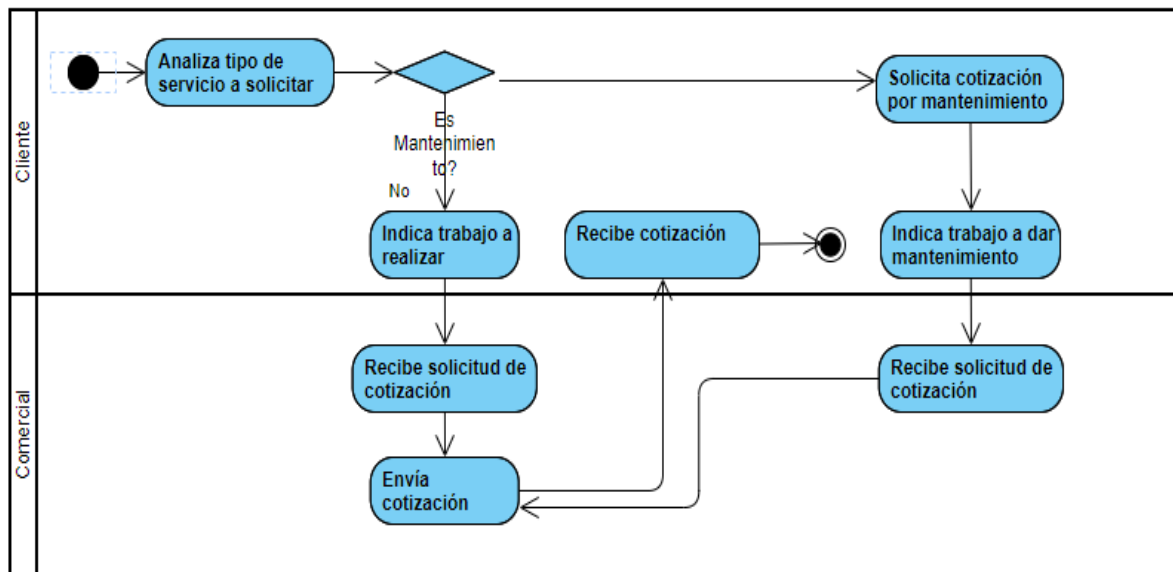 Cliente
Analiza tipo de
servicio a solicitar
Es
Mantenimien
to?
No
Solicita cotización
por mantenimiento
Indica trabajo a
realizar
Recibe cotización
Indica trabajo a dar
mantenimiento
Comercial
Recibe solicitud de
cotización
Recibe solicitud de
cotización
Envía
cotización